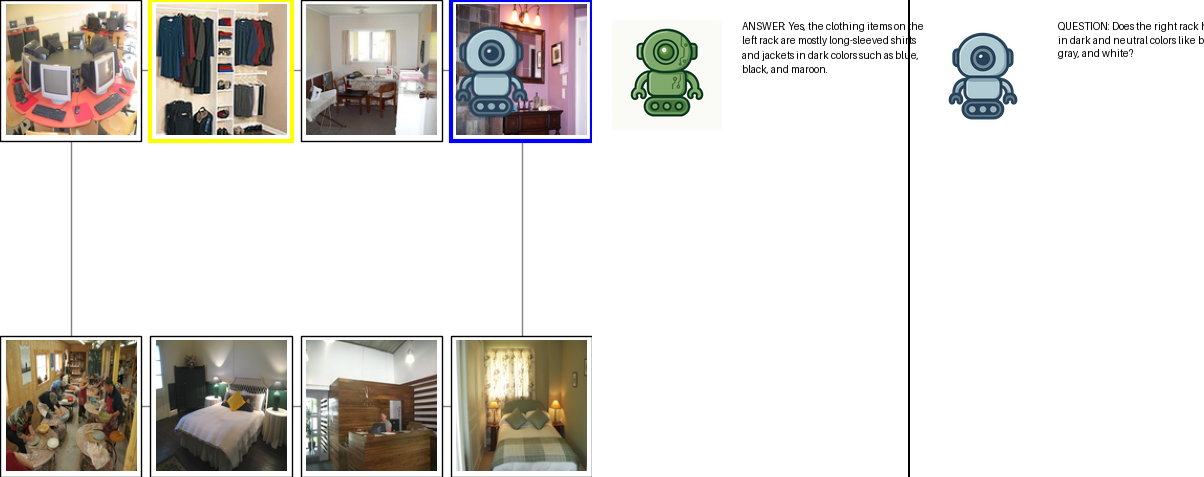 ANSWER: Yes, the clothing items on the
left rack are mostly long-sleeved shirts
and jackets in dark colors such as blue,
black, and maroon.
QUESTION: Does the right rack
in dark and neutral colors like
gray, and white?